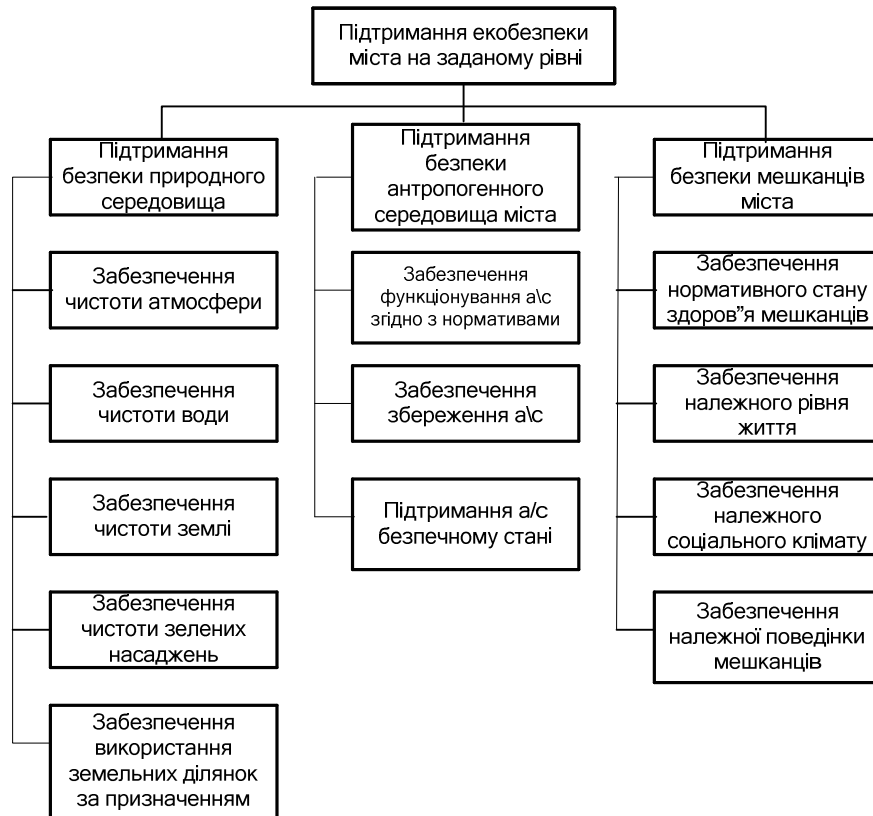 Підтримання екобезпеки
міста на заданому рівні
Підтримання
безпеки природного
середовища
Забезпечення
чистоти атмосфери
Забезпечення
чистоти води
Забезпечення
чистоти землі
Забезпечення
чистоти зелених
насаджень
Забезпечення
використання
земельних ділянок
за призначенням
Підтримання
безпеки
антропогенного
середовища міста
Забезпечення
функціонування а\с
згідно з нормативами
Забезпечення
збереження а\с
Підтримання а/с
безпечному стані
Підтримання
безпеки мешканців
міста
Забезпечення
нормативного стану
здоров"я мешканців
Забезпечення
належного рівня
життя
Забезпечення
належного
соціального клімату
Забезпечення
належної поведінки
мешканців